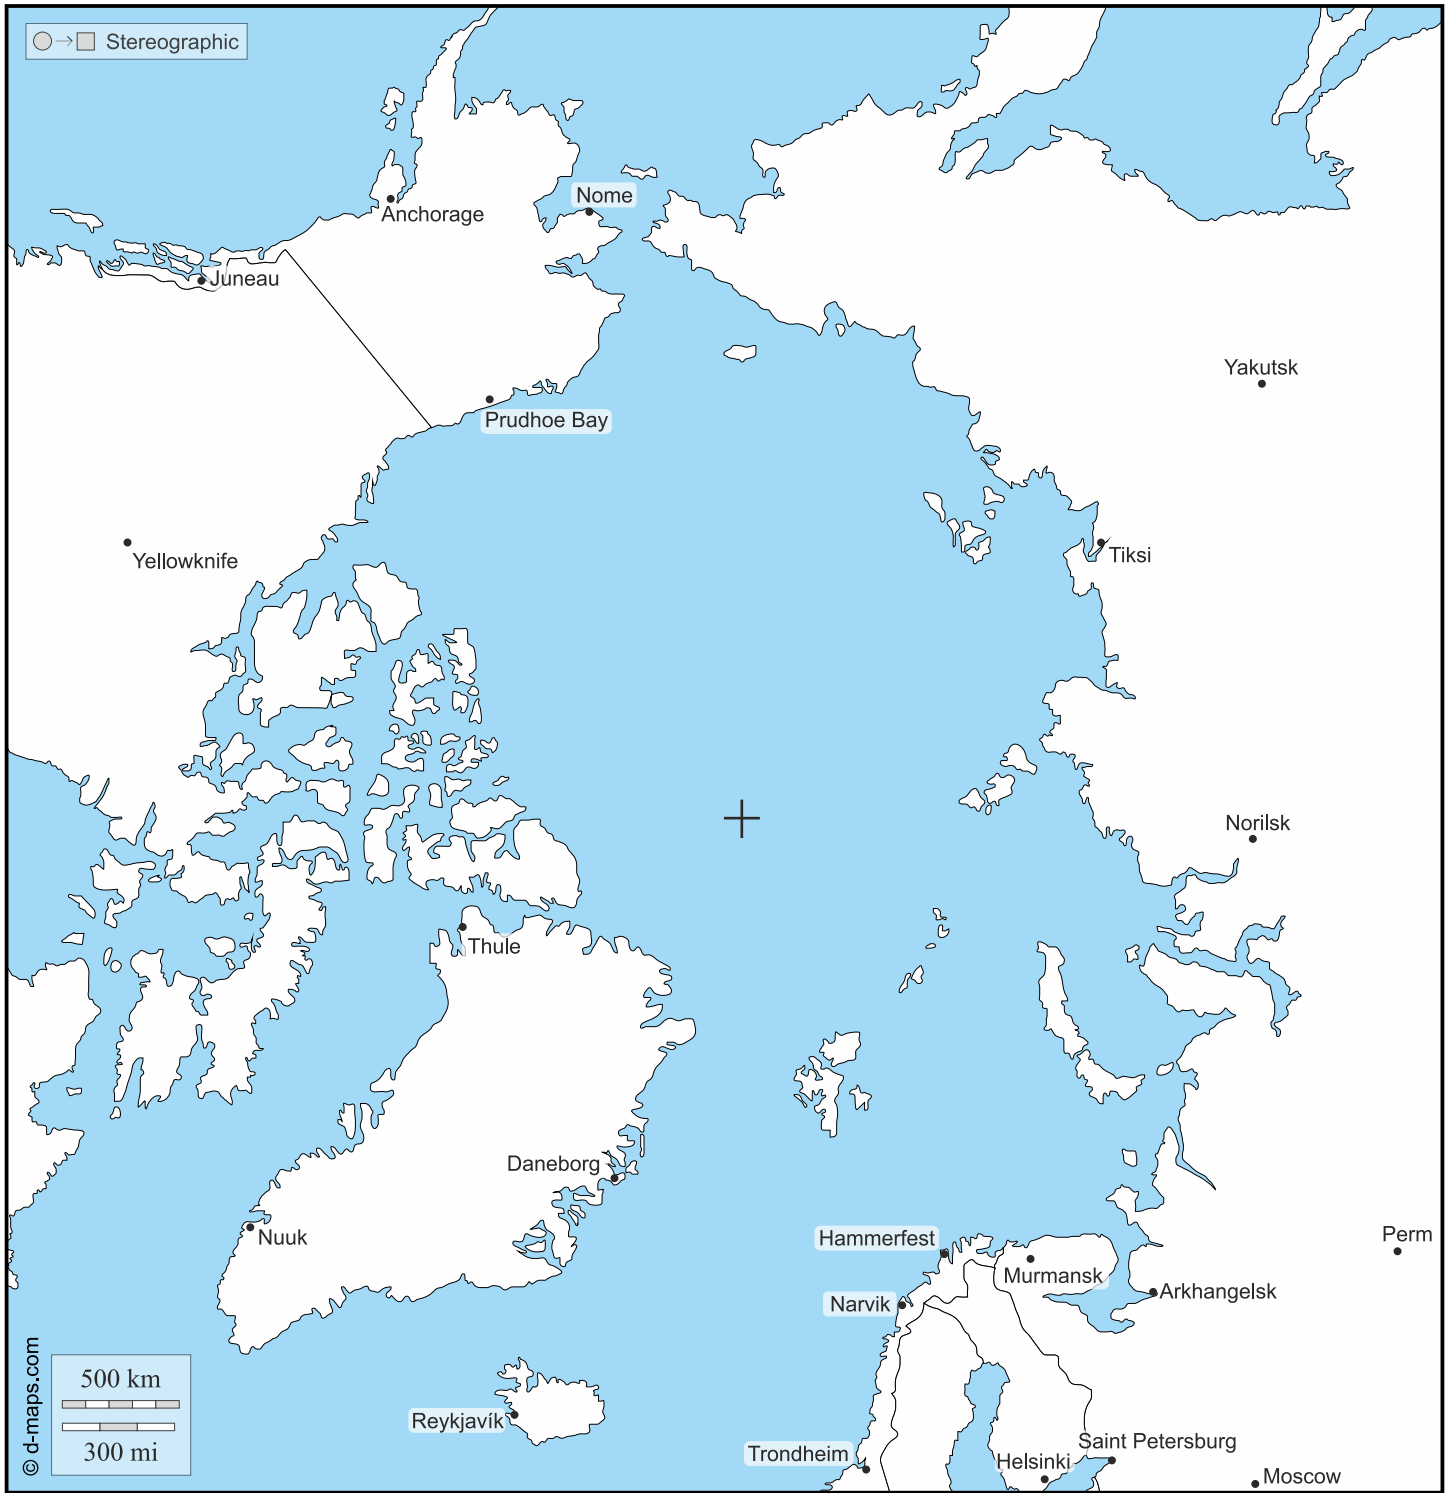 Stereographic
Nome
Anchorage
Juneau
Yakutsk
Prudhoe Bay
Yellowknife
Tiksi
Norilsk
Thule
Daneborg
Nuuk
Hammerfest
Perm
Murmansk
Arkhangelsk
Narvik
© d-maps.com
500 km
300 mi
Reykjavík
Trondheim
Saint Petersburg
Helsinki
Moscow